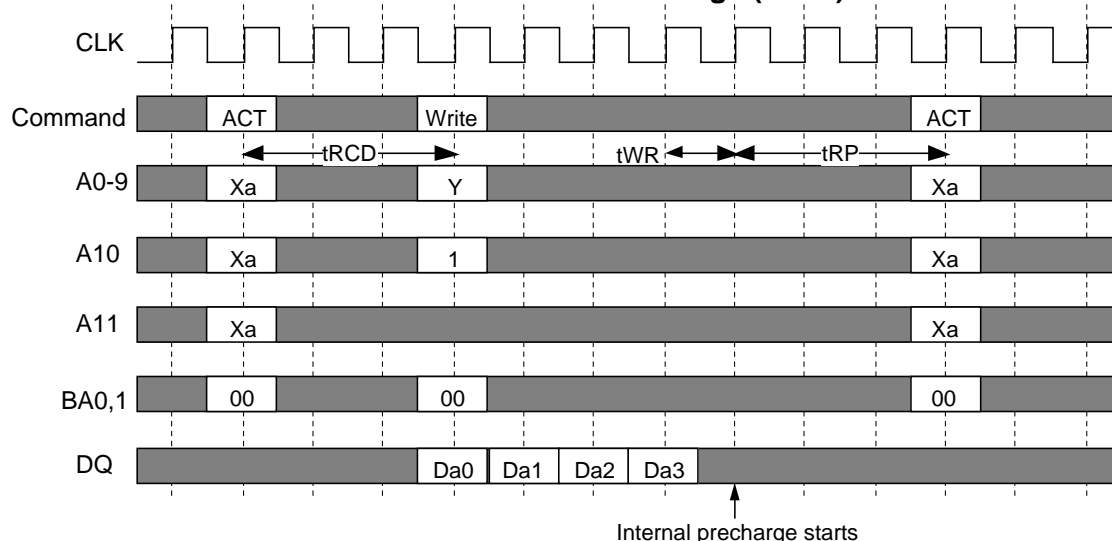 CLK
Command ACT Write ACT
tRCD tWR tRP
A0-9 Xa Y Xa
A10 Xa 1 Xa
A11 Xa Xa
BA0,1 00 00 00
DQ Da0 Da1 Da2 Da3
Internal precharge starts